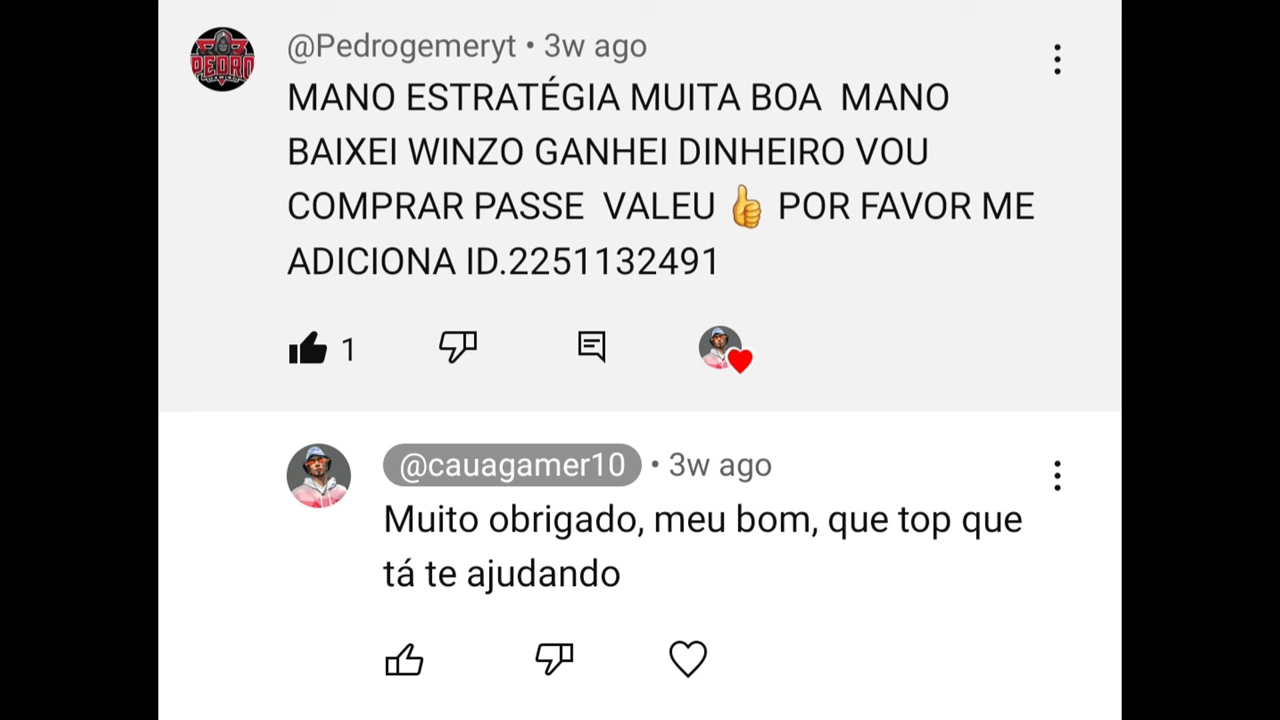 @Pedrogemeryt • 3w ago
MANO ESTRATÉGIA MUITA BOA  MANO
BAIXEI WINZO GANHEI DINHEIRO VOU
COMPRAR PASSE  VALEU 👍 POR FAVOR ME
ADICIONA ID.2251132491
1
@cauagamer10 • 3w ago
Muito obrigado, meu bom, que top que
tá te ajudando